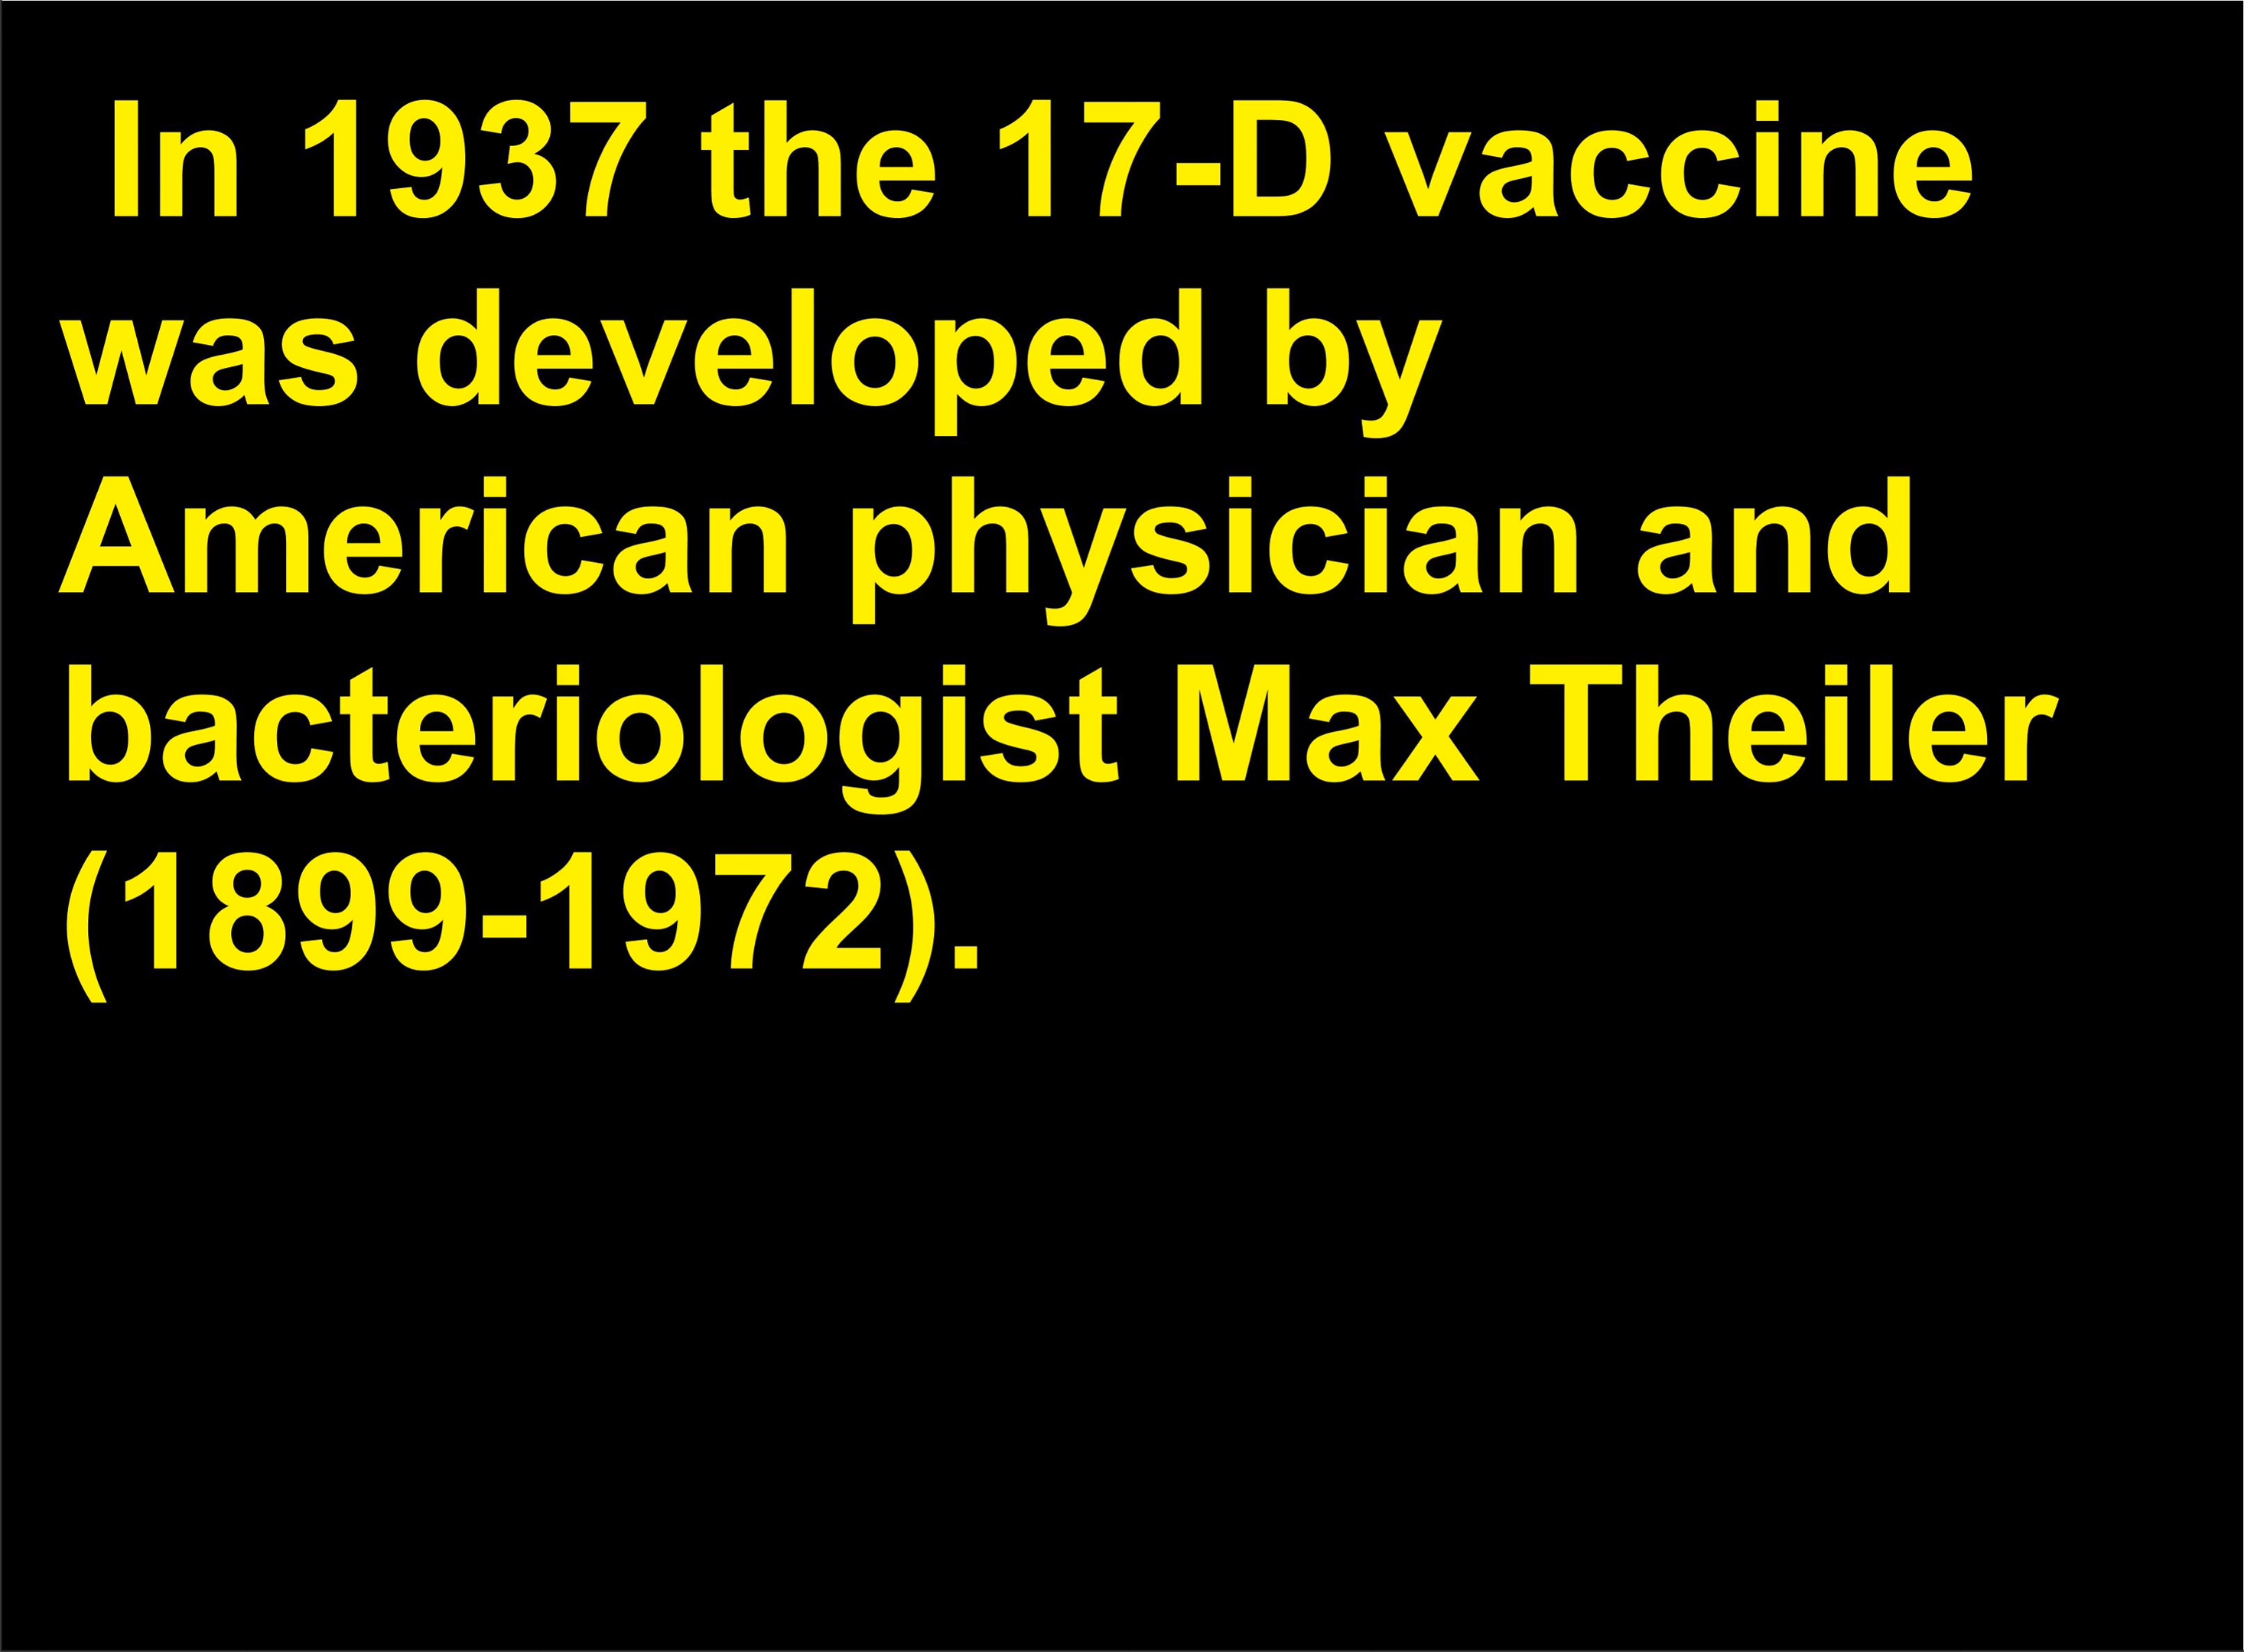 In 1937 the 17-D vaccine
was developed by
American physician and
bacteriologist Max Theiler
(1899-1972).